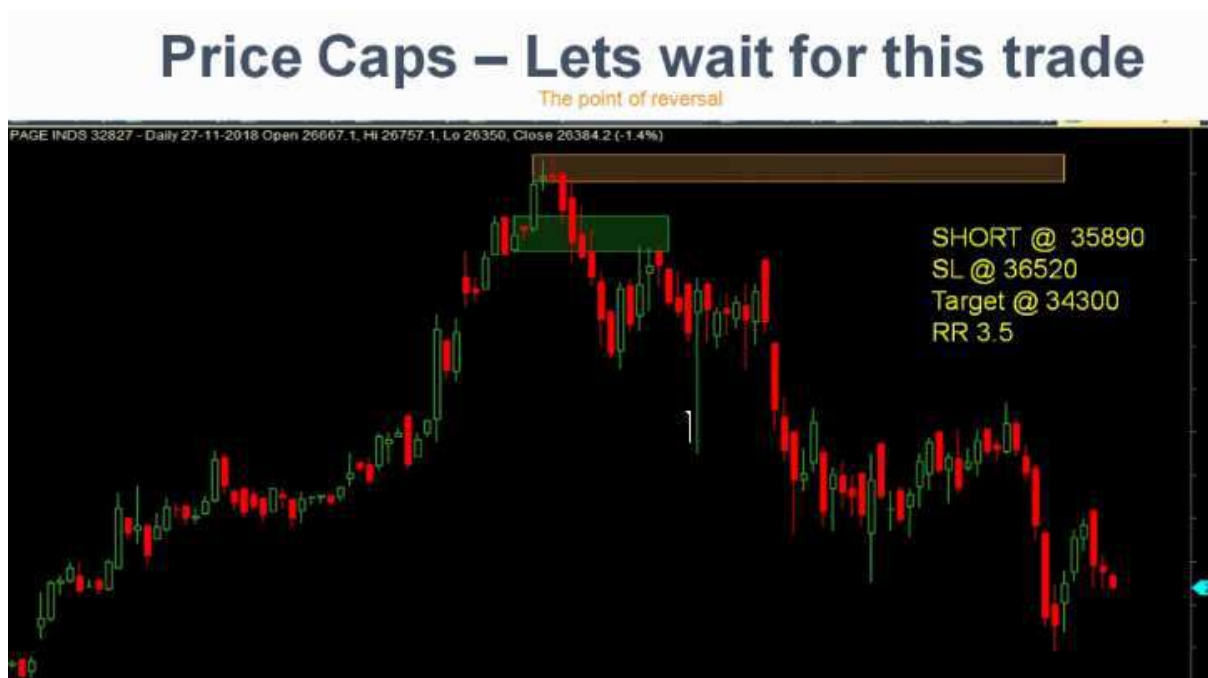 Price Caps – Lets wait for this trade
The point of reversal
PAGE INDS 32827 - Daily 27-11-2018 Open 26667.1, Hi 26757.1, Lo 26350, Close 26384.2 (-1.4%)
SHORT @ 35890
SL @ 36520
Target @ 34300
RR 3.5